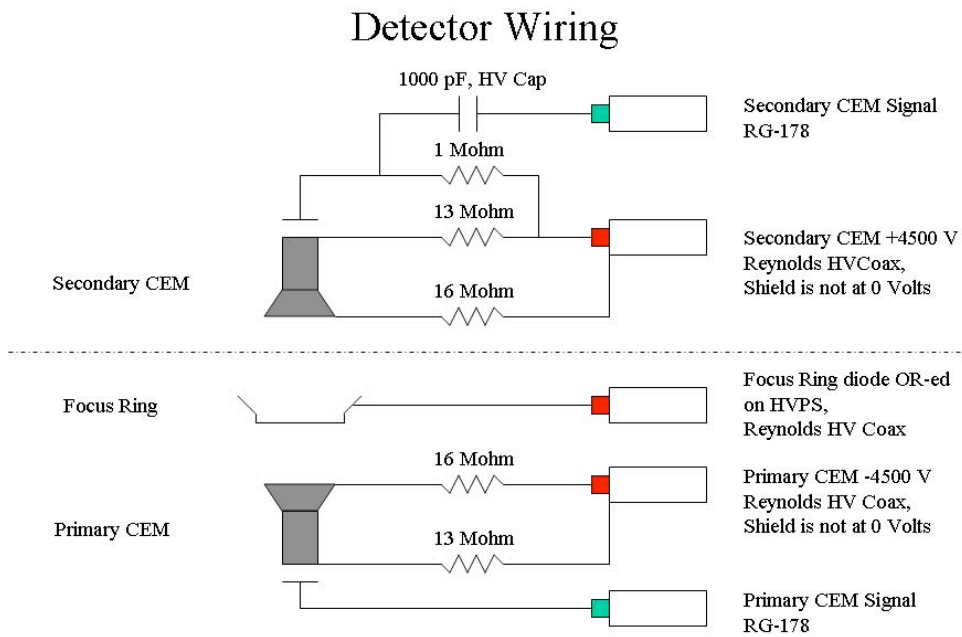 Detector Wiring
1000 pF, HV Cap
Secondary CEM Signal
RG-178
1 Mohm
13 Mohm
Secondary CEM +4500 V
Reynolds HVCoax,
Shield is not at 0 Volts
Secondary CEM
16 Mohm
Focus Ring
Focus Ring diode OR-ed
on HVPS,
Reynolds HV Coax
16 Mohm
Primary CEM -4500 V
Reynolds HV Coax,
Shield is not at 0 Volts
Primary CEM
13 Mohm
Primary CEM Signal
RG-178